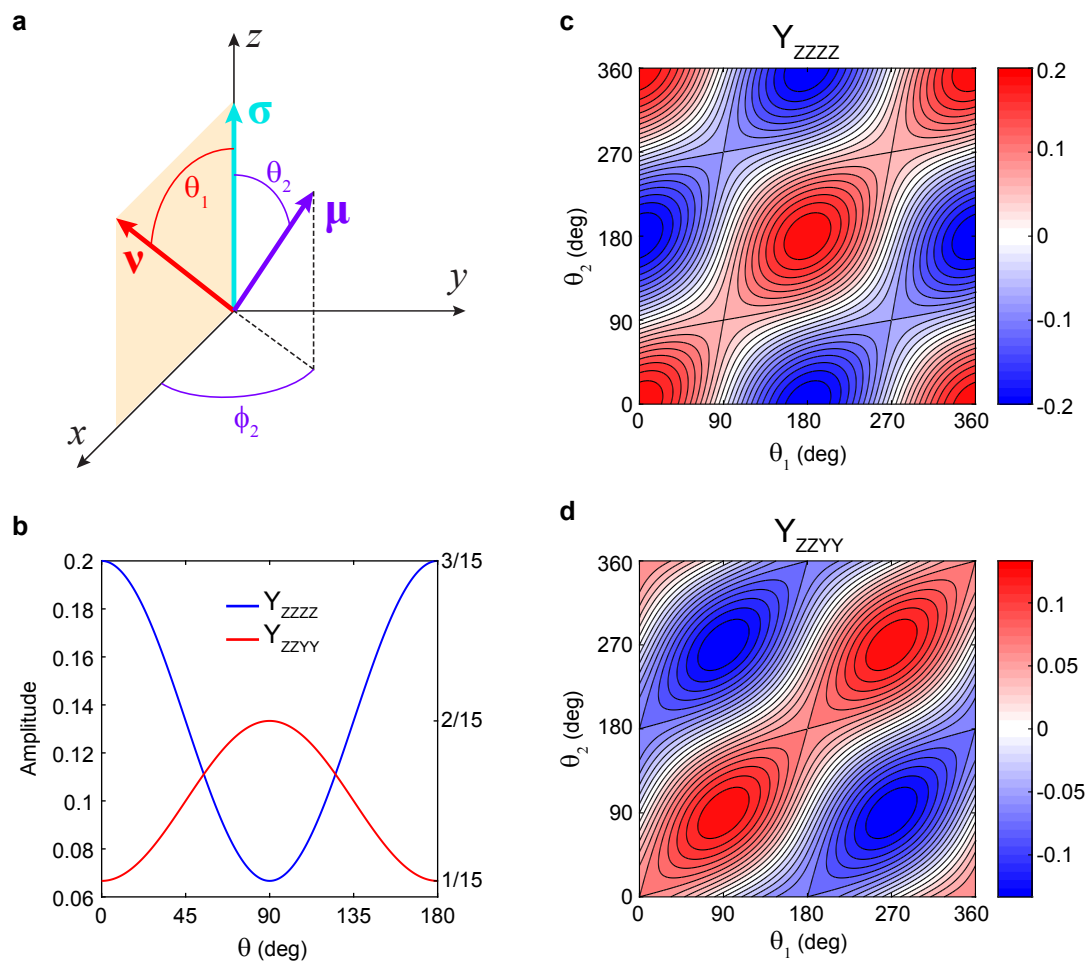 a
z
σ
θ1
θ2
μ
ν
y
x
ϕ2
b
0.2
0.18
0.16
0.14
0.12
0.1
0.08
0.06
Amplitude
YZZZZ
YZZYY
3/15
2/15
1/15
0 45 90 135 180
θ (deg)
c
YZZZZ
360
270
180
90
0
θ2 (deg)
0 90 180 270 360
θ1 (deg)
0.2
0.1
0
-0.1
-0.2
d
YZZYY
360
270
180
90
0
θ2 (deg)
0 90 180 270 360
θ1 (deg)
0.1
0.05
0
-0.05
-0.1